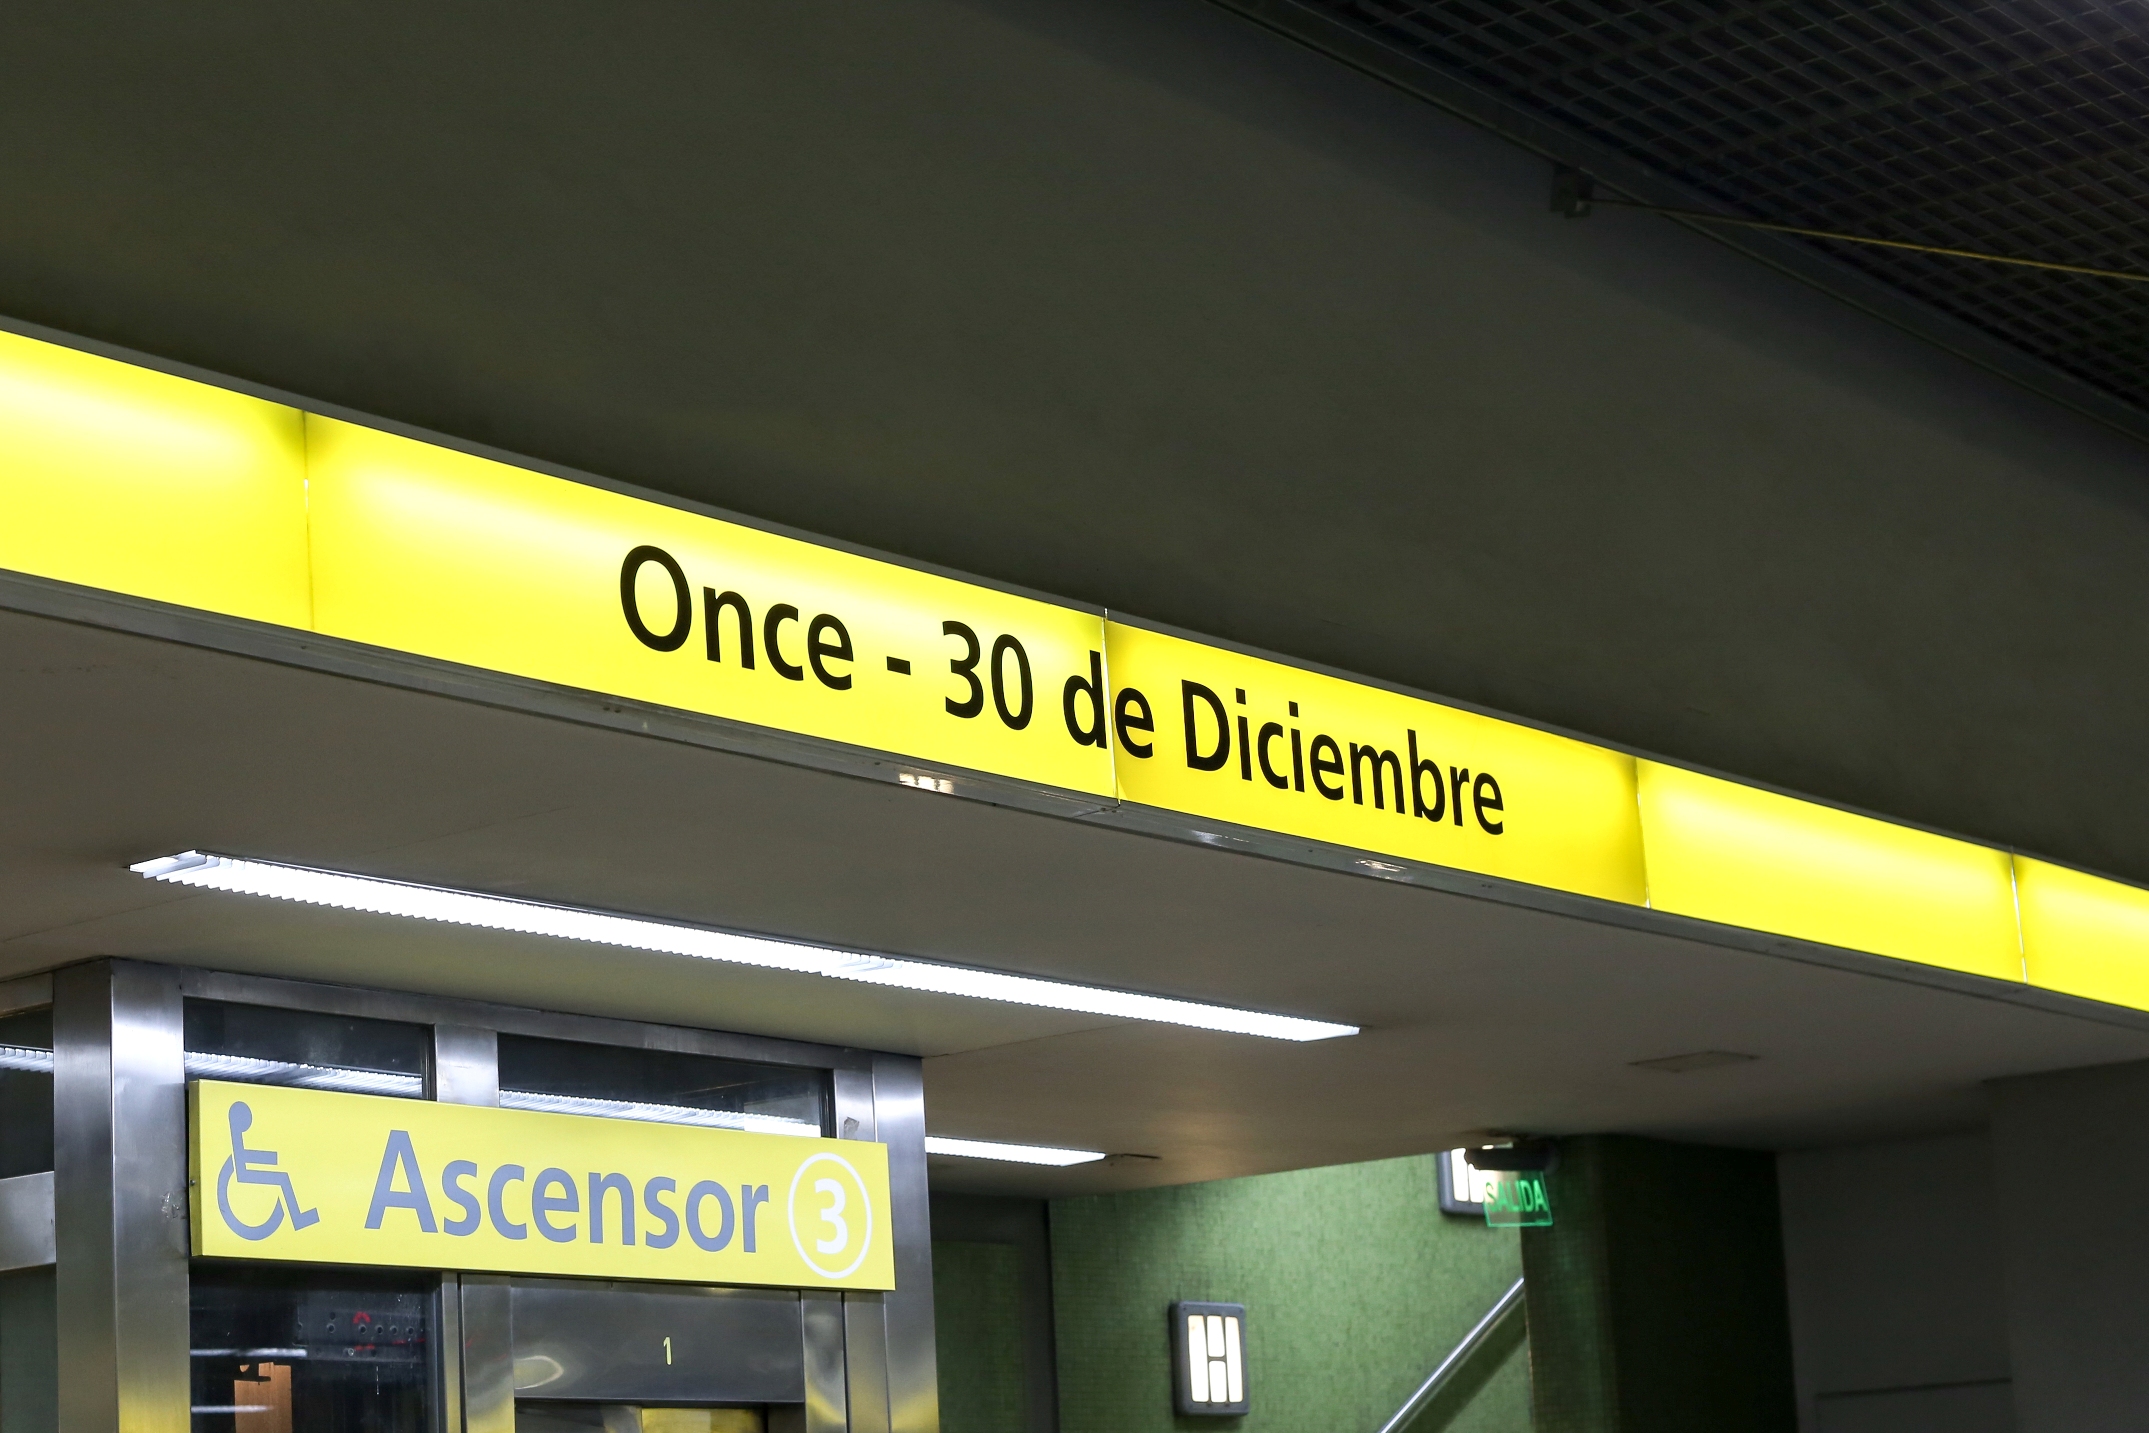 Once - 30 de Diciembre
Ascensor 3
SALIDA
1